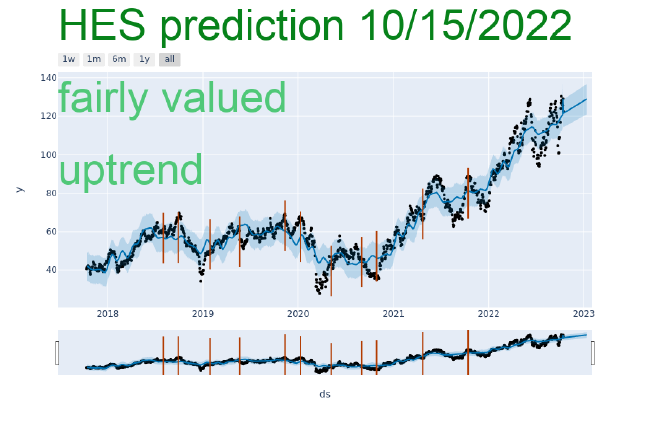 HES prediction 10/15/2022
1w 1m 6m 1y all
140
fairly valued
120
100
uptrend
y
80
60
40
2018 2019 2020 2021 2022 2023
ds